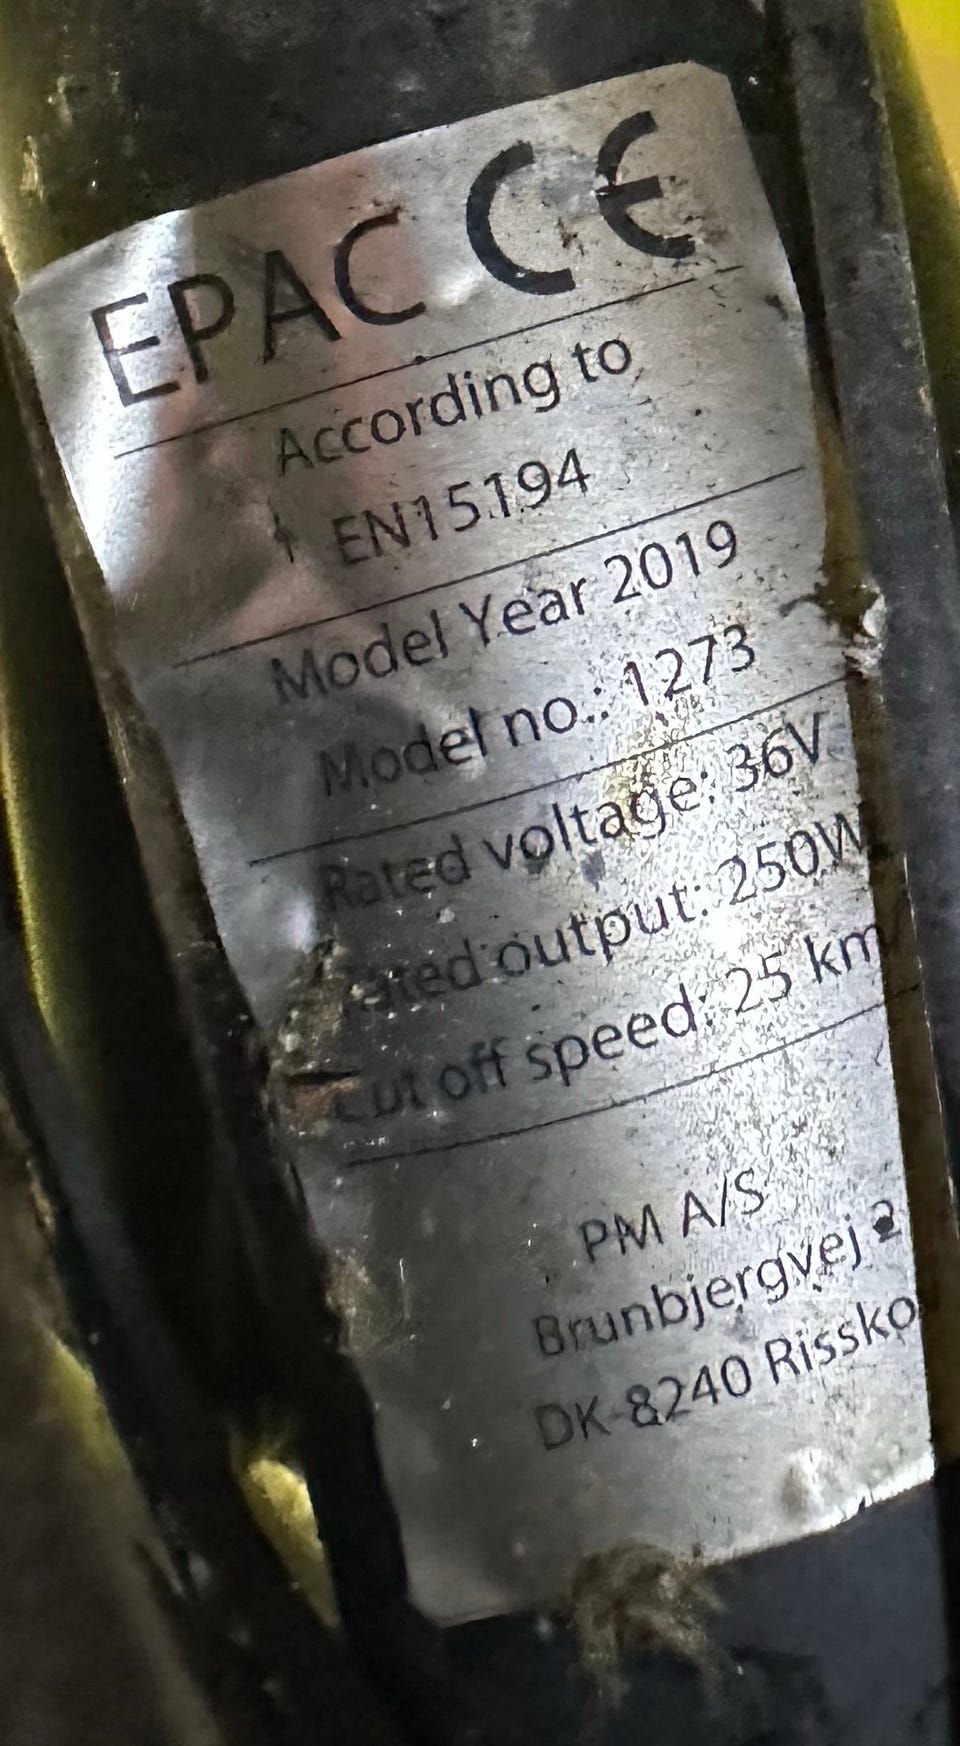 EPAC CE
According to
EN15194
Model Year 2019
Model no.: 1273
Rated voltage: 36V
Rated output: 250W
Cut off speed: 25 km
PM A/S
Brunbjergvej 2
DK-8240 Rissko